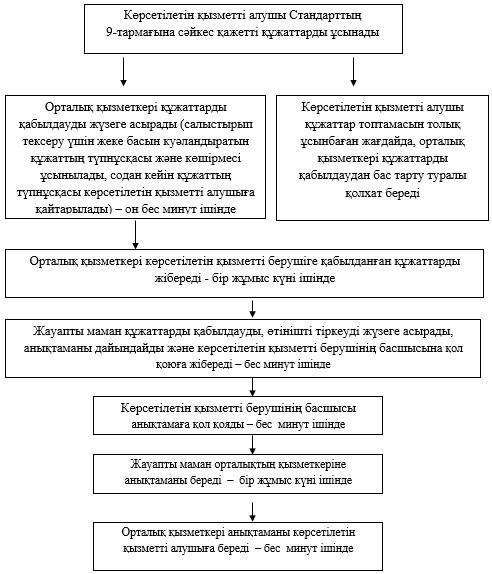 Көрсетілетін қызметті алушы Стандарттың
9-тармағына сәйкес қажетті құжаттарды ұсынады
Орталық қызметкері құжаттарды
қабылдауды жүзеге асырады (салыстырып
тексеру үшін жеке басын куәландыратын
құжаттың түпнұсқасы және көшірмесі
ұсынылады, содан кейін құжаттың
түпнұсқасы көрсетілетін қызметті алушыға
қайтарылады) – он бес минут ішінде
Көрсетілетін қызметті алушы
құжаттар топтамасын толық
ұсынбаған жағдайда, орталық
қызметкері құжаттарды
қабылдаудан бас тарту туралы
қолхат береді
Орталық қызметкері көрсетілетін қызметті берушіге қабылданған құжаттарды
жібереді - бір жұмыс күні ішінде
Жауапты маман құжаттарды қабылдауды, өтінішті тіркеуді жүзеге асырады,
анықтаманы дайындайды және көрсетілетін қызметті берушінің басшысына қол
қоюға жібереді – бес минут ішінде
Көрсетілетін қызметті берушінің басшысы
анықтамаға қол қояды – бес минут ішінде
Жауапты маман орталықтың қызметкеріне
анықтаманы береді – бір жұмыс күні ішінде
Орталық қызметкері анықтаманы көрсетілетін
қызметті алушыға береді – бес минут ішінде